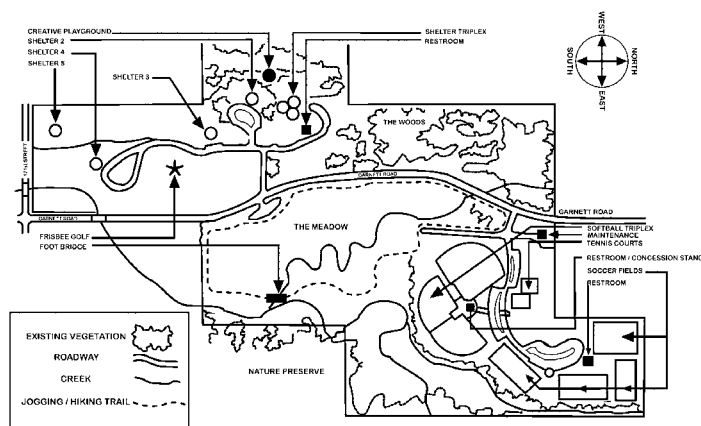 CREATIVE PLAYGROUND
SHELTER 2
SHELTER 4
SHELTER 5
SHELTER 3
SHELTER TRIPLEX
RESTROOM
WEST
SOUTH
NORTH
EAST
THE WOODS
GARNETT ROAD
GARNETT ROAD
GARNETT ROAD
FRISBEE GOLF
FOOT BRIDGE
THE MEADOW
SOFTBALL TRIPLEX
MAINTENANCE
TENNIS COURTS
RESTROOM / CONCESSION STAND
SOCCER FIELDS
RESTROOM
NATURE PRESERVE
EXISTING VEGETATION
ROADWAY
CREEK
JOGGING / HIKING TRAIL